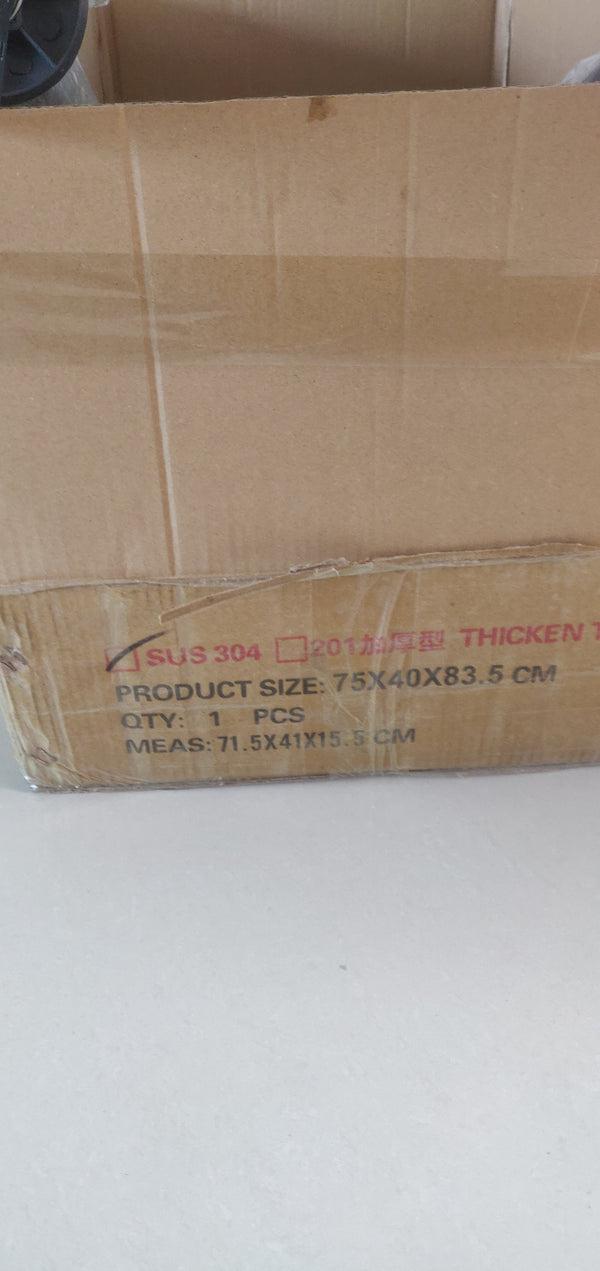 SUS 304 201加厚型 THICKEN
PRODUCT SIZE: 75X40X83.5 CM
QTY: 1 PCS
MEAS: 71.5X41X15.5 CM